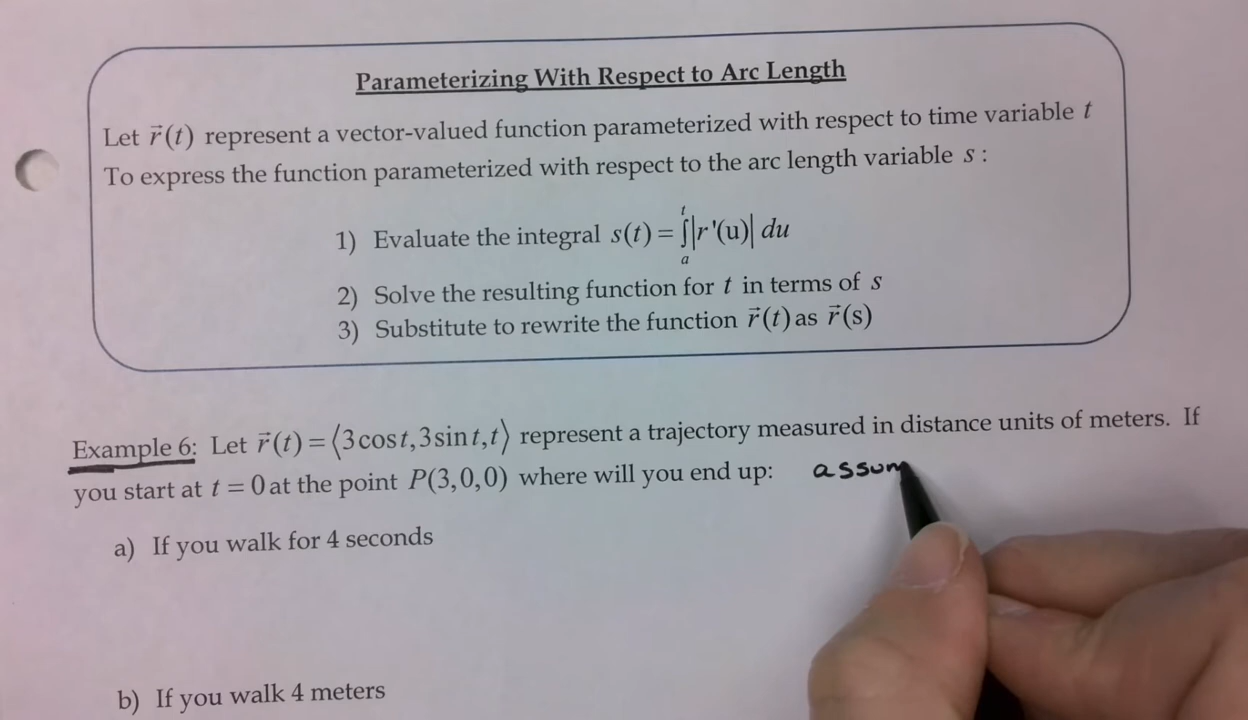 Parameterizing With Respect to Arc Length
Let r⃗(t) represent a vector-valued function parameterized with respect to time variable t
To express the function parameterized with respect to the arc length variable s :
1) Evaluate the integral s(t) = ∫ₐᵗ|r'(u)| du
2) Solve the resulting function for t in terms of s
3) Substitute to rewrite the function r⃗(t) as r⃗(s)
Example 6: Let r⃗(t) = ⟨3cost,3sint,t⟩ represent a trajectory measured in distance units of meters. If
you start at t = 0 at the point P(3,0,0) where will you end up: assum
a) If you walk for 4 seconds
b) If you walk 4 meters